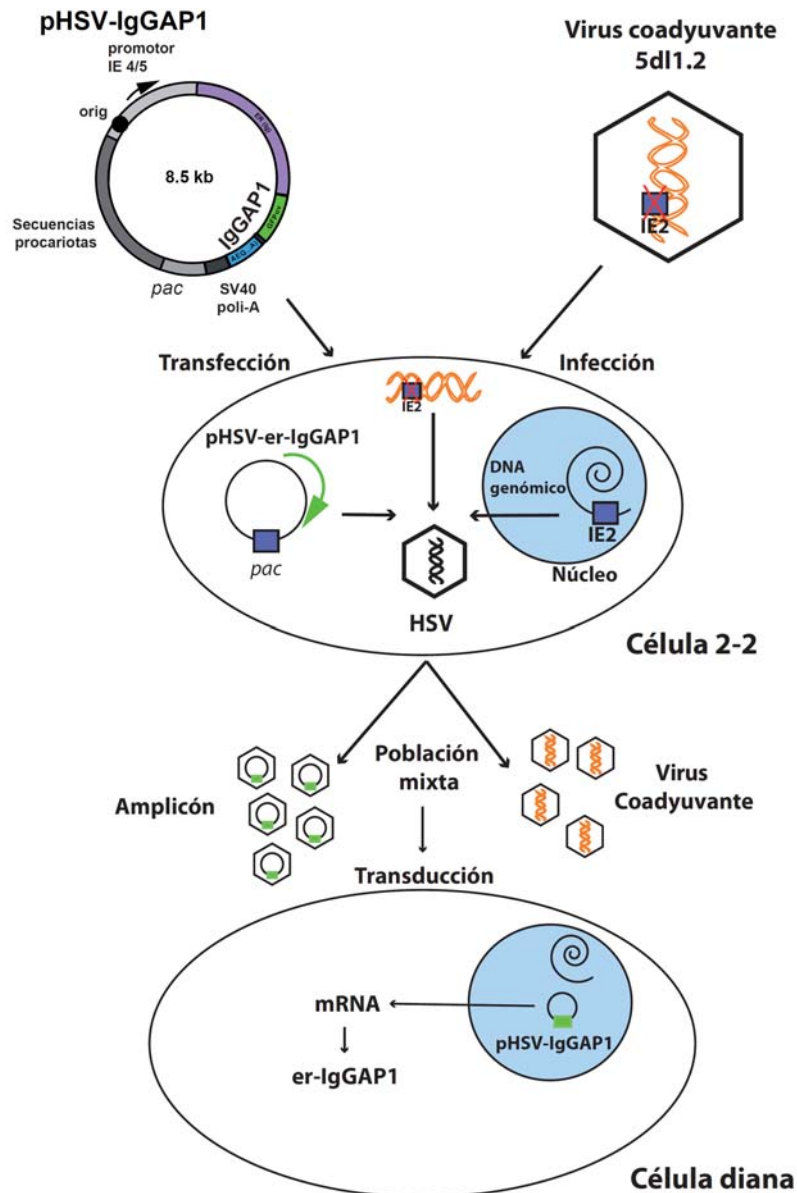 pHSV-IgGAP1
promotor
IE 4/5
orig
8.5 kb
IgGAP1
GFPuv
Secuencias
procariotas
pac
SV40
poli-A
Virus coadyuvante
5dl1.2
IE2
Transfección
Infección
IE2
pHSV-er-IgGAP1
pac
DNA
genómico
IE2
Núcleo
HSV
Célula 2-2
Amplicón
Población
mixta
Virus
Coadyuvante
Transducción
mRNA
er-IgGAP1
pHSV-IgGAP1
Célula diana